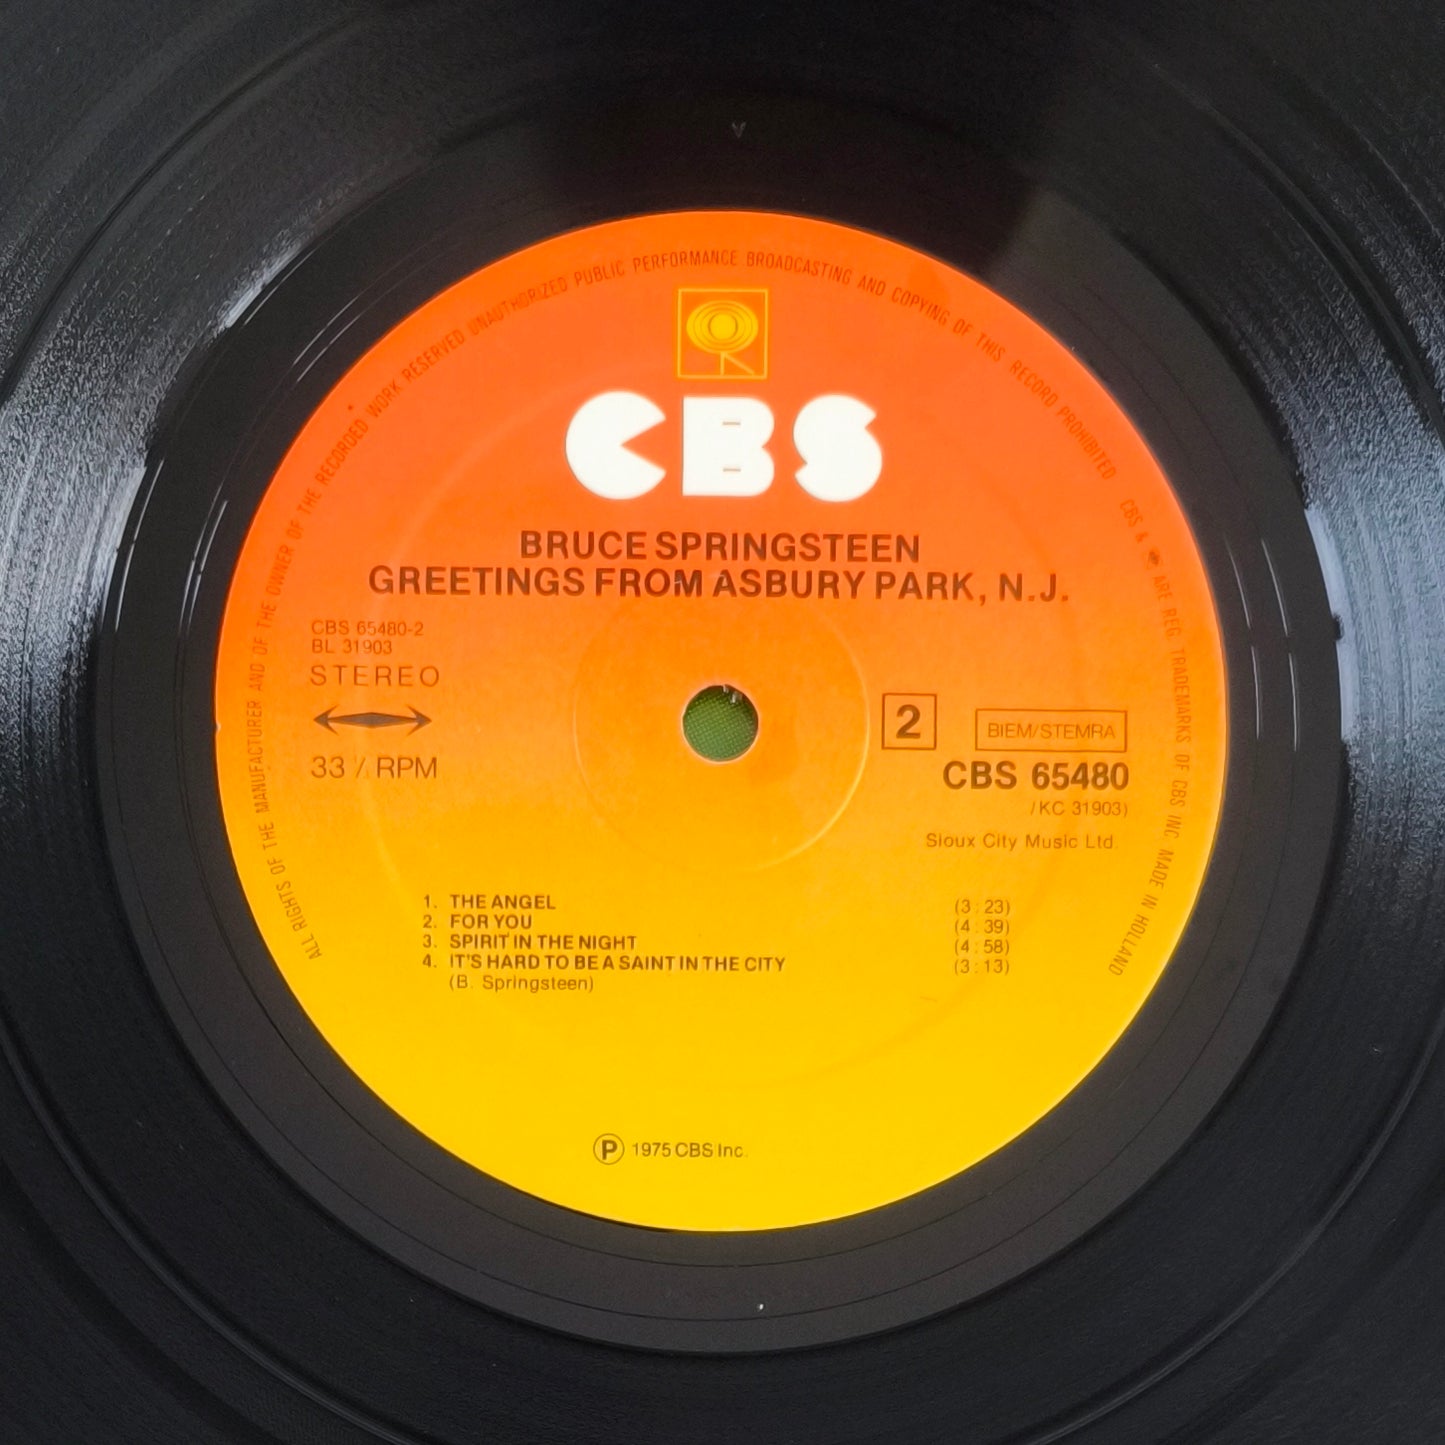 ALL RIGHTS OF THE MANUFACTURER AND OF THE OWNER OF THE RECORDED WORK RESERVED UNAUTHORIZED PUBLIC PERFORMANCE BROADCASTING AND COPYING OF THIS RECORD PROHIBITED CBS & ARE REG. TRADEMARKS OF CBS INC. MADE IN HOLLAND
CBS
BRUCE SPRINGSTEEN
GREETINGS FROM ASBURY PARK, N.J.
CBS 65480-2
BL 31903
STEREO
33 ⅓ RPM
2
BIEM/STEMRA
CBS 65480
/KC 31903)
Sioux City Music Ltd.
1. THE ANGEL (3 : 23)
2. FOR YOU (4 : 39)
3. SPIRIT IN THE NIGHT (4 : 58)
4. IT'S HARD TO BE A SAINT IN THE CITY (3 : 13)
(B. Springsteen)
Ⓟ 1975 CBS Inc.